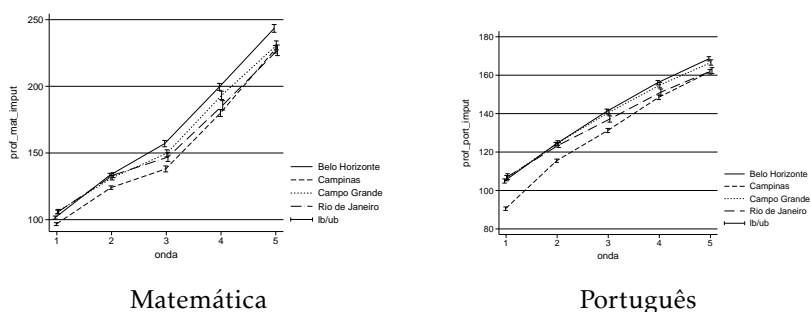 250
200
150
100
prof_mat_imput
1 2 3 4 5
onda
Belo Horizonte
Campinas
Campo Grande
Rio de Janeiro
lb/ub
Matemática
180
160
140
120
100
80
prof_port_imput
1 2 3 4 5
onda
Belo Horizonte
Campinas
Campo Grande
Rio de Janeiro
lb/ub
Português